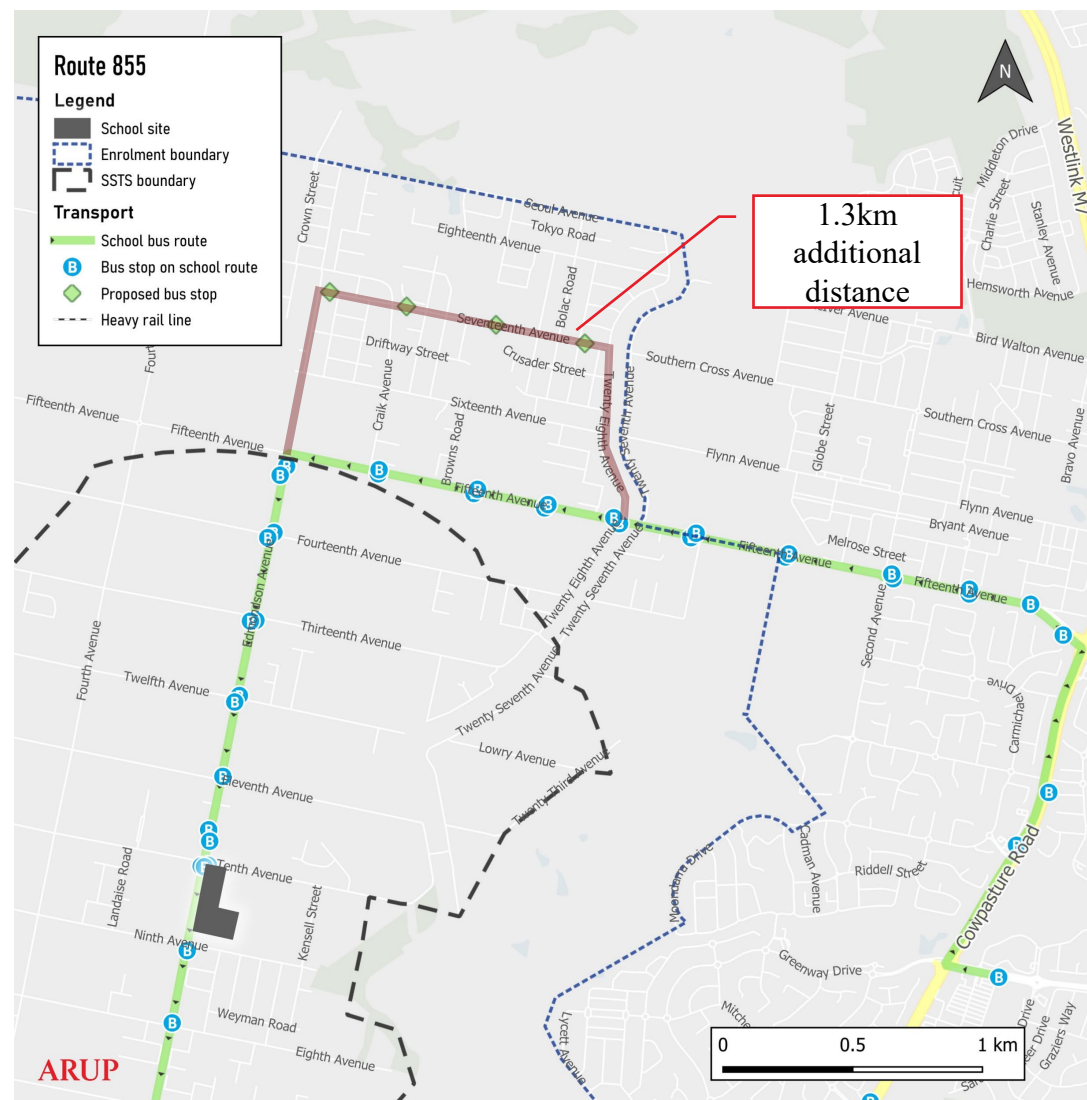 Route 855
Legend
School site
Enrolment boundary
SSTS boundary
Transport
School bus route
B
Bus stop on school route
Proposed bus stop
Heavy rail line
N
Westlink M7
Middleton Drive
Charlie Street
Stanley Avenue
Crown Street
Seoul Avenue
Tokyo Road
Eighteenth Avenue
1.3km
additional
distance
Hemsworth Avenue
Bird Walton Avenue
Bolac Road
Seventeenth Avenue
Driftway Street
Crusader Street
Southern Cross Avenue
Craik Avenue
Sixteenth Avenue
Twenty Eighth Avenue
Twenty Seventh Avenue
Globe Street
Southern Cross Avenue
Bravo Avenue
Fifteenth Avenue
Fifteenth Avenue
Browns Road
Flynn Avenue
Fifteenth Avenue
Flynn Avenue
Bryant Avenue
Melrose Street
Fifteenth Avenue
Fifteenth Avenue
Fourteenth Avenue
Twenty Eighth Avenue
Twenty Seventh Avenue
Edmondson Avenue
Second Avenue
Thirteenth Avenue
Fourth Avenue
Twelfth Avenue
Twenty Seventh Avenue
Carmichael Drive
Lowry Avenue
Eleventh Avenue
Twenty Third Avenue
Cowpasture Road
Cadman Avenue
Riddell Street
Moondarra Drive
Tenth Avenue
Landaise Road
Kensell Street
Ninth Avenue
Greenway Drive
Weyman Road
Lycett Avenue
Graziers Way
Eighth Avenue
0 0.5 1 km
ARUP